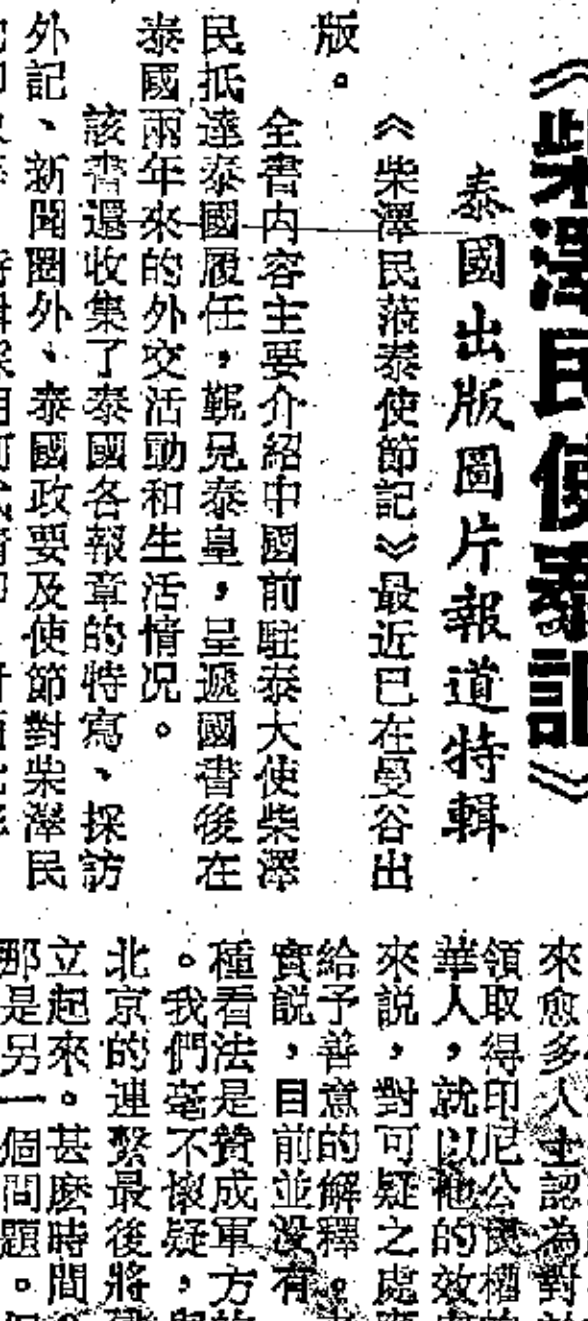 《柴澤民使泰記》
泰國出版圖片報道特輯
《柴澤民蒞泰使節記》最近已在曼谷出
版。
全書内容主要介紹中國前駐泰大使柴澤
民抵達泰國履任，觐見泰皇，呈遞國書後在
泰國兩年來的外交活動和生活情况。
該書還收集了泰國各報章的特寫、採訪
外記、新聞圈外、泰國政要及使節對柴澤民
來愈多人士認為對
領取得印尼公民權
華人，就以他的效
來説，對可疑之處
給予善意的解釋。
實説，目前並没有
種看法是贊成軍方
。我們毫不懷疑，與
北京的連繫最後將
立起來。甚麽時間
那是另一個問題。